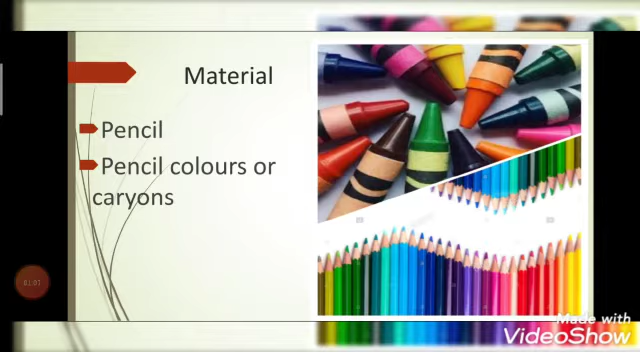 Material
Pencil
Pencil colours or
caryons
Made with
VideoShow